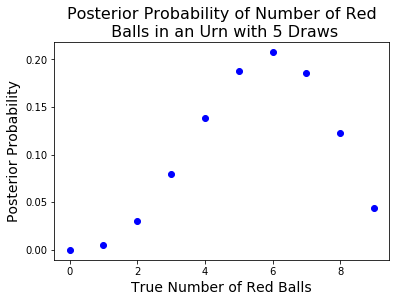 Posterior Probability of Number of Red
Balls in an Urn with 5 Draws
0.20
0.15
0.10
0.05
0.00
Posterior Probability
0 2 4 6 8
True Number of Red Balls